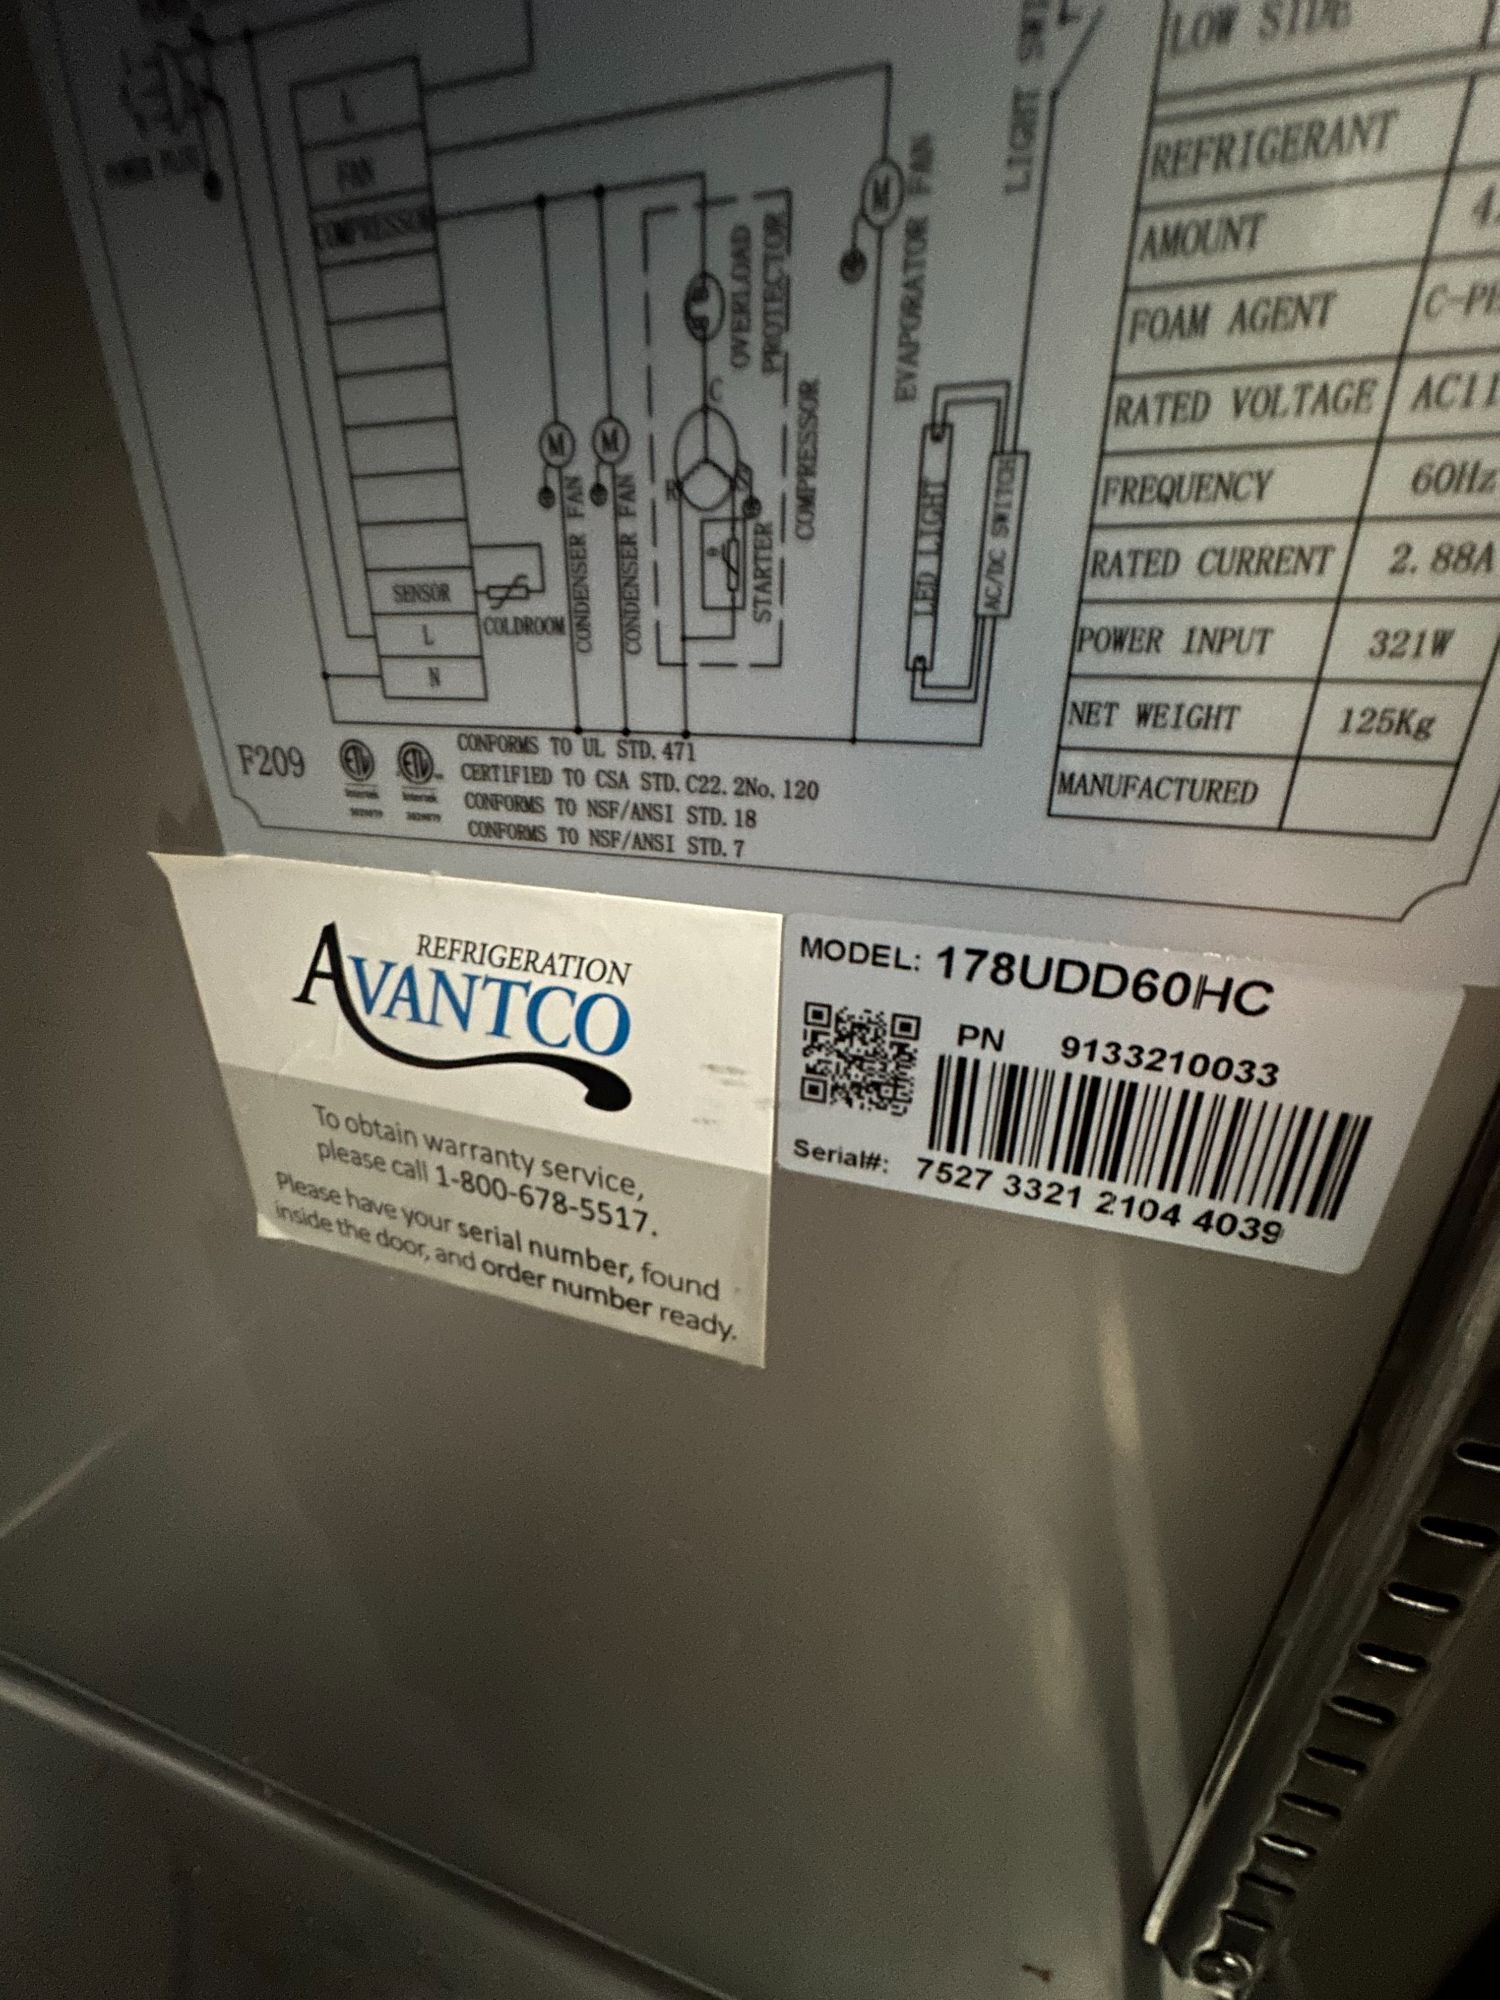 LOW SIDE
L
FAN
COMPRESSOR
OVERLOAD
PROTECTOR
C
R
COMPRESSOR
STARTER
M
CONDENSER FAN
M
CONDENSER FAN
M
EVAPORATOR FAN
LED LIGHT
AC/DC SWITCH
LIGHT
SENSOR
COLDROOM
L
N
REFRIGERANT
AMOUNT
FOAM AGENT
RATED VOLTAGE
FREQUENCY 60Hz
RATED CURRENT 2.88A
POWER INPUT 321W
NET WEIGHT 125Kg
MANUFACTURED
F209
ETL
Intertek
ETL
Intertek
CONFORMS TO UL STD.471
CERTIFIED TO CSA STD.C22.2No.120
CONFORMS TO NSF/ANSI STD.18
CONFORMS TO NSF/ANSI STD.7
REFRIGERATION
AVANTCO
To obtain warranty service,
please call 1-800-678-5517.
Please have your serial number, found
inside the door, and order number ready.
MODEL: 178UDD60HC
PN 9133210033
Serial#: 7527 3321 2104 4039